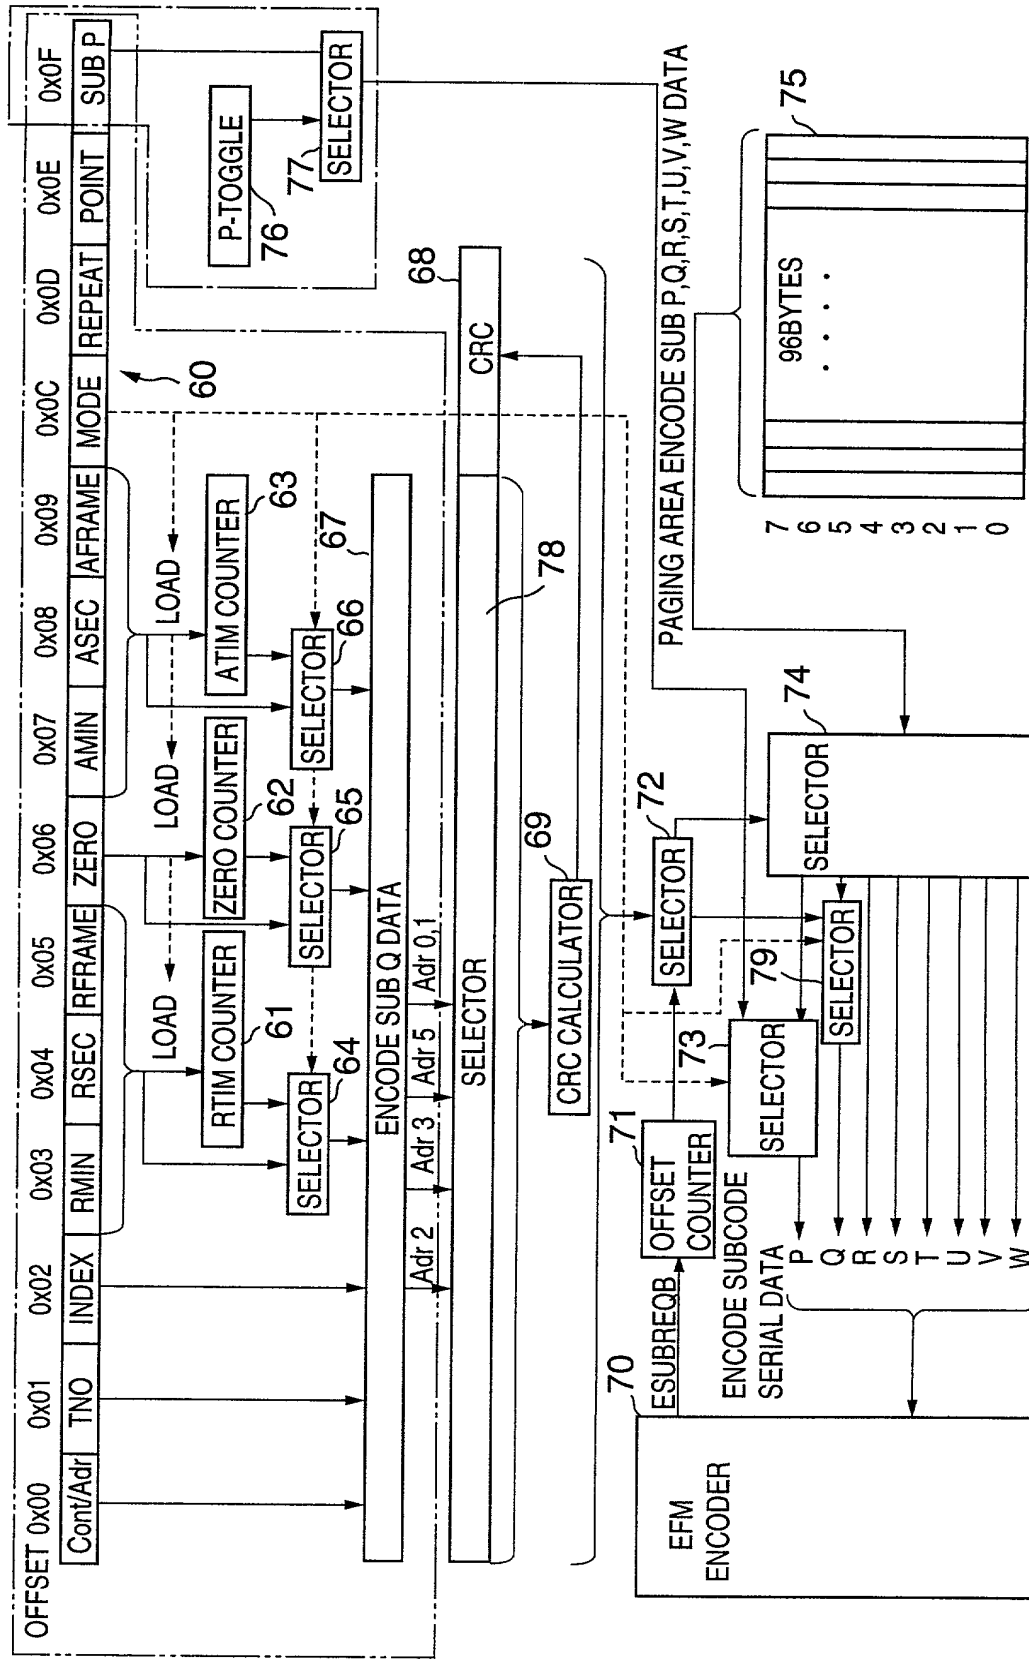 OFFSET 0x00 0x01 0x02 0x03 0x04 0x05 0x06 0x07 0x08 0x09 0x0C 0x0D 0x0E 0x0F
Cont/Adr TNO INDEX RMIN RSEC RFRAME ZERO AMIN ASEC AFRAME MODE REPEAT POINT SUB P
60
LOAD LOAD LOAD
RTIM COUNTER ZERO COUNTER ATIM COUNTER P-TOGGLE
61 62 63 76
SELECTOR SELECTOR SELECTOR SELECTOR
64 65 66 77
67
ENCODE SUB Q DATA
Adr 2 Adr 3 Adr 5 Adr 0,1
68
SELECTOR CRC
78
CRC CALCULATOR
69
70
EFM
ENCODER
ESUBREQB
71
OFFSET
COUNTER
SELECTOR
72
PAGING AREA ENCODE SUB P,Q,R,S,T,U,V,W DATA
ENCODE SUBCODE
SERIAL DATA
73
SELECTOR
79
SELECTOR
74
SELECTOR
75
96BYTES
. . . .
P
Q
R
S
T
U
V
W
7
6
5
4
3
2
1
0